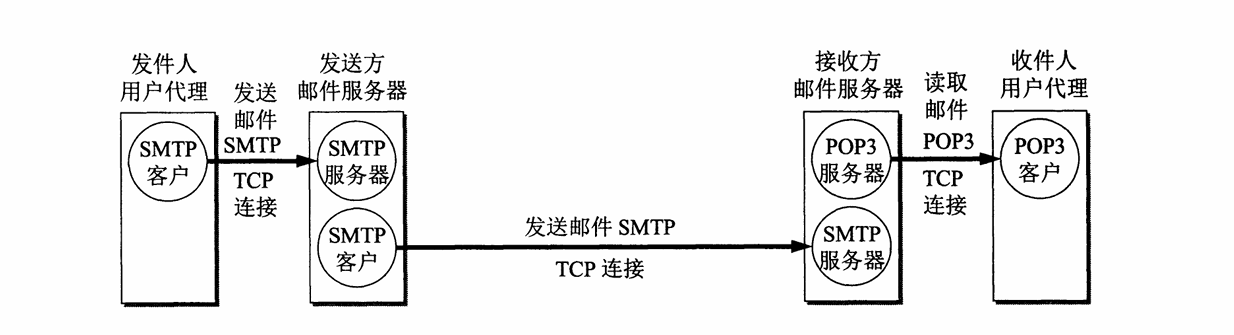 发件人
用户代理
发送
邮件
SMTP
TCP
连接
SMTP
客户
发送方
邮件服务器
SMTP
服务器
SMTP
客户
发送邮件 SMTP
TCP 连接
接收方
邮件服务器
POP3
服务器
SMTP
服务器
读取
邮件
POP3
TCP
连接
收件人
用户代理
POP3
客户